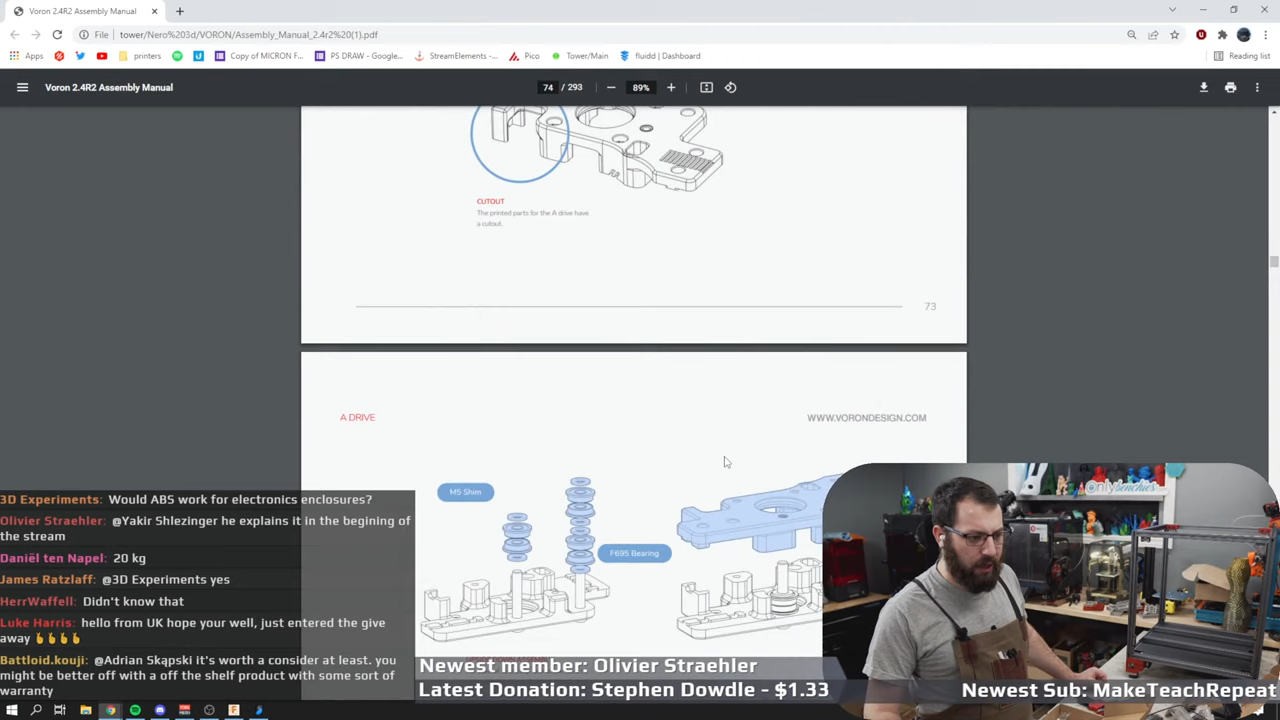 Voron 2.4R2 Assembly Manual
File
tower/Nero%203d/VORON/Assembly_Manual_2.4r2%20(1).pdf
Apps
printers
Copy of MICRON F...
PS DRAW - Google...
StreamElements -...
Pico
Tower/Main
fluidd | Dashboard
Reading list
Voron 2.4R2 Assembly Manual
74 / 293
89%
CUTOUT
The printed parts for the A drive have
a cutout.
73
A DRIVE
WWW.VORONDESIGN.COM
M5 Shim
F695 Bearing
3D Experiments: Would ABS work for electronics enclosures?
Olivier Straehler: @Yakir Shlezinger he explains it in the begining of
the stream
Daniël ten Napel: 20 kg
James Ratzlaff: @3D Experiments yes
HerrWaffell: Didn't know that
Luke Harris: hello from UK hope your well, just entered the give
away 👆👆👆👆
Battloid.kouji: @Adrian Skąpski it's worth a consider at least. you
might be better off with a off the shelf product with some sort of
warranty
Newest member: Olivier Straehler
Latest Donation: Stephen Dowdle - $1.33
Newest Sub: MakeTeachRepeat